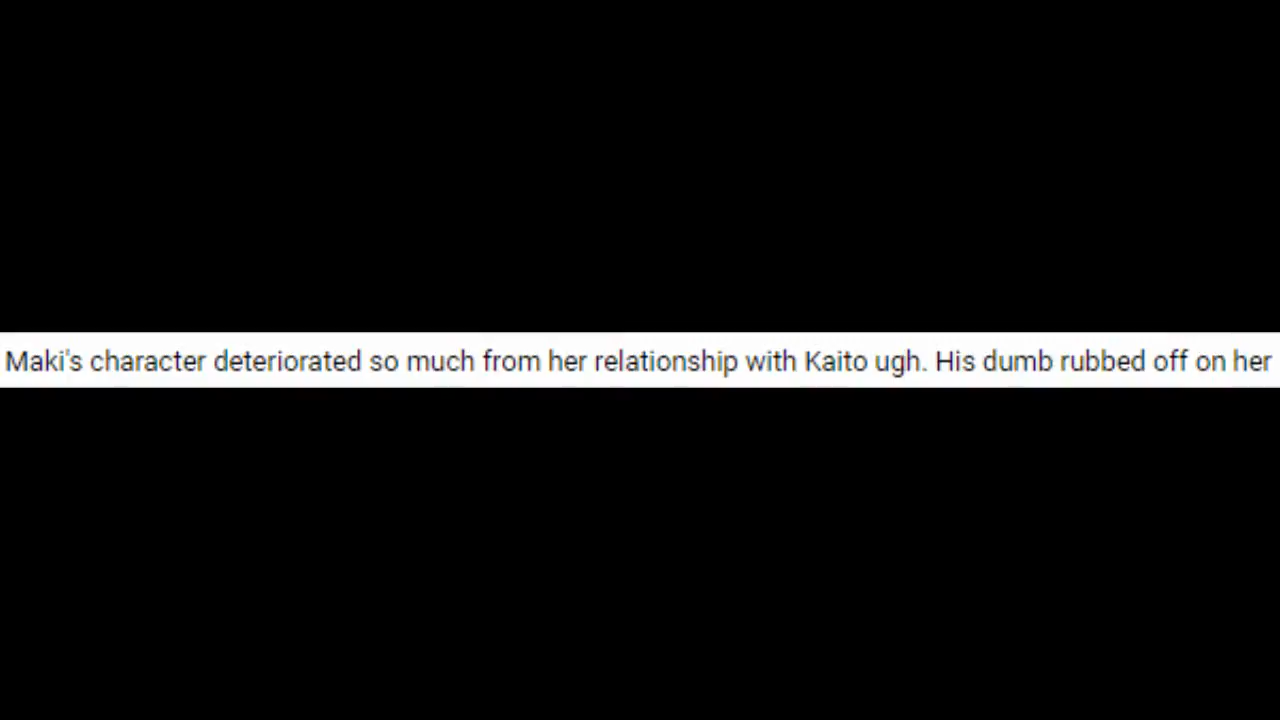 Maki's character deteriorated so much from her relationship with Kaito ugh. His dumb rubbed off on her